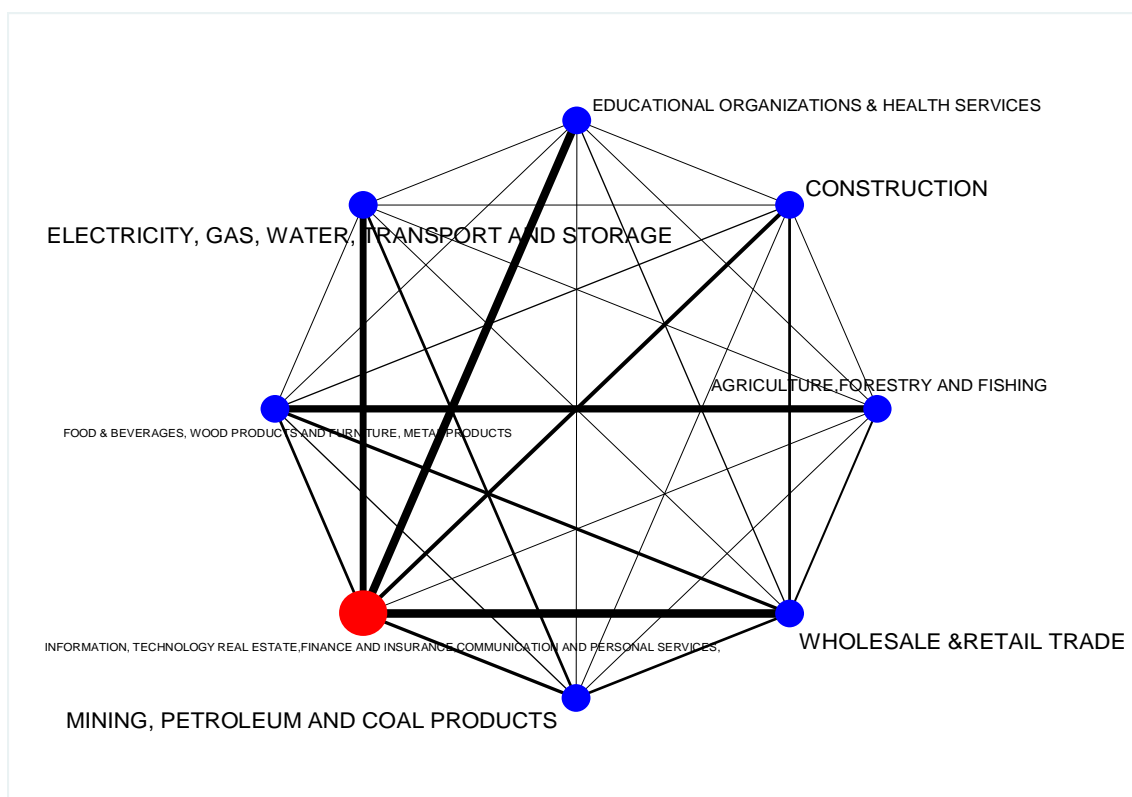 EDUCATIONAL ORGANIZATIONS & HEALTH SERVICES
CONSTRUCTION
ELECTRICITY, GAS, WATER, TRANSPORT AND STORAGE
AGRICULTURE,FORESTRY AND FISHING
FOOD & BEVERAGES, WOOD PRODUCTS AND FURNITURE, METAL PRODUCTS
WHOLESALE &RETAIL TRADE
INFORMATION, TECHNOLOGY REAL ESTATE,FINANCE AND INSURANCE,COMMUNICATION AND PERSONAL SERVICES,
MINING, PETROLEUM AND COAL PRODUCTS